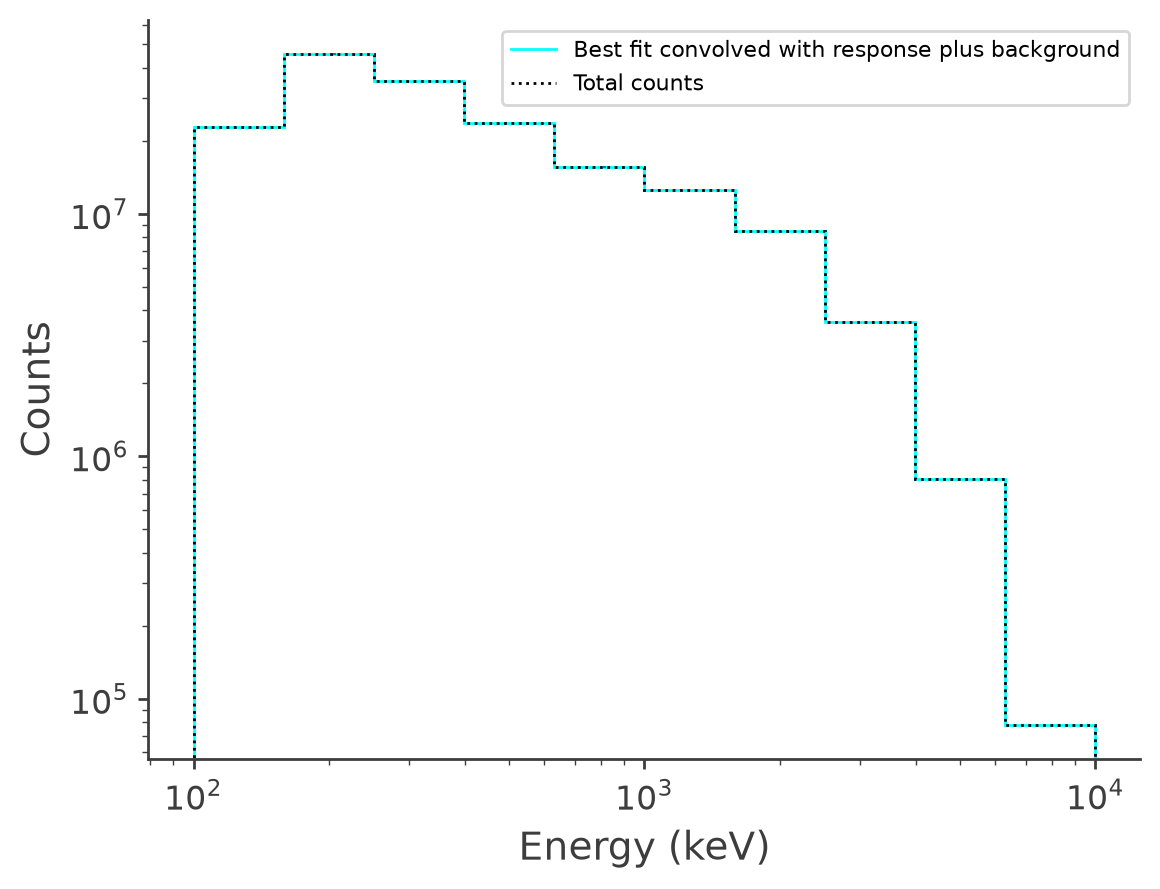 Best fit convolved with response plus background
Total counts
Counts
10^7
10^6
10^5
10^2
10^3
10^4
Energy (keV)